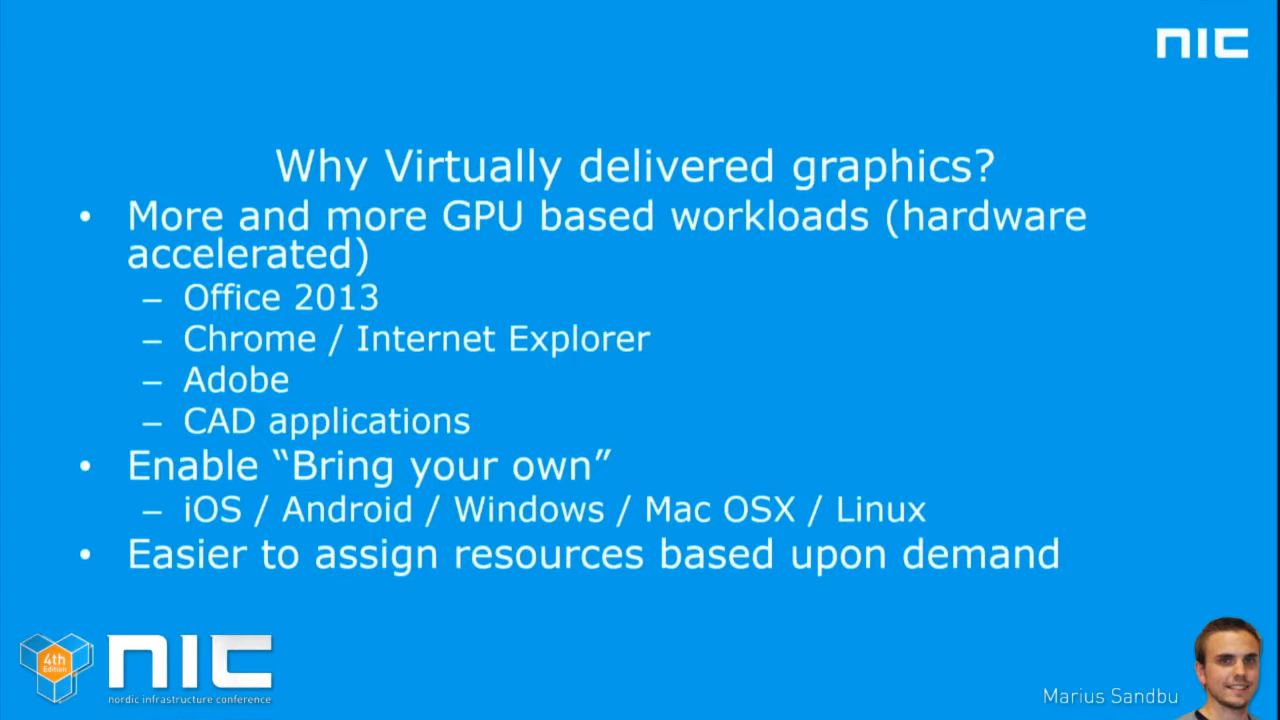 NIC
Why Virtually delivered graphics?
• More and more GPU based workloads (hardware
accelerated)
– Office 2013
– Chrome / Internet Explorer
– Adobe
– CAD applications
• Enable “Bring your own”
– iOS / Android / Windows / Mac OSX / Linux
• Easier to assign resources based upon demand
4th
Edition
NIC
nordic infrastructure conference
Marius Sandbu